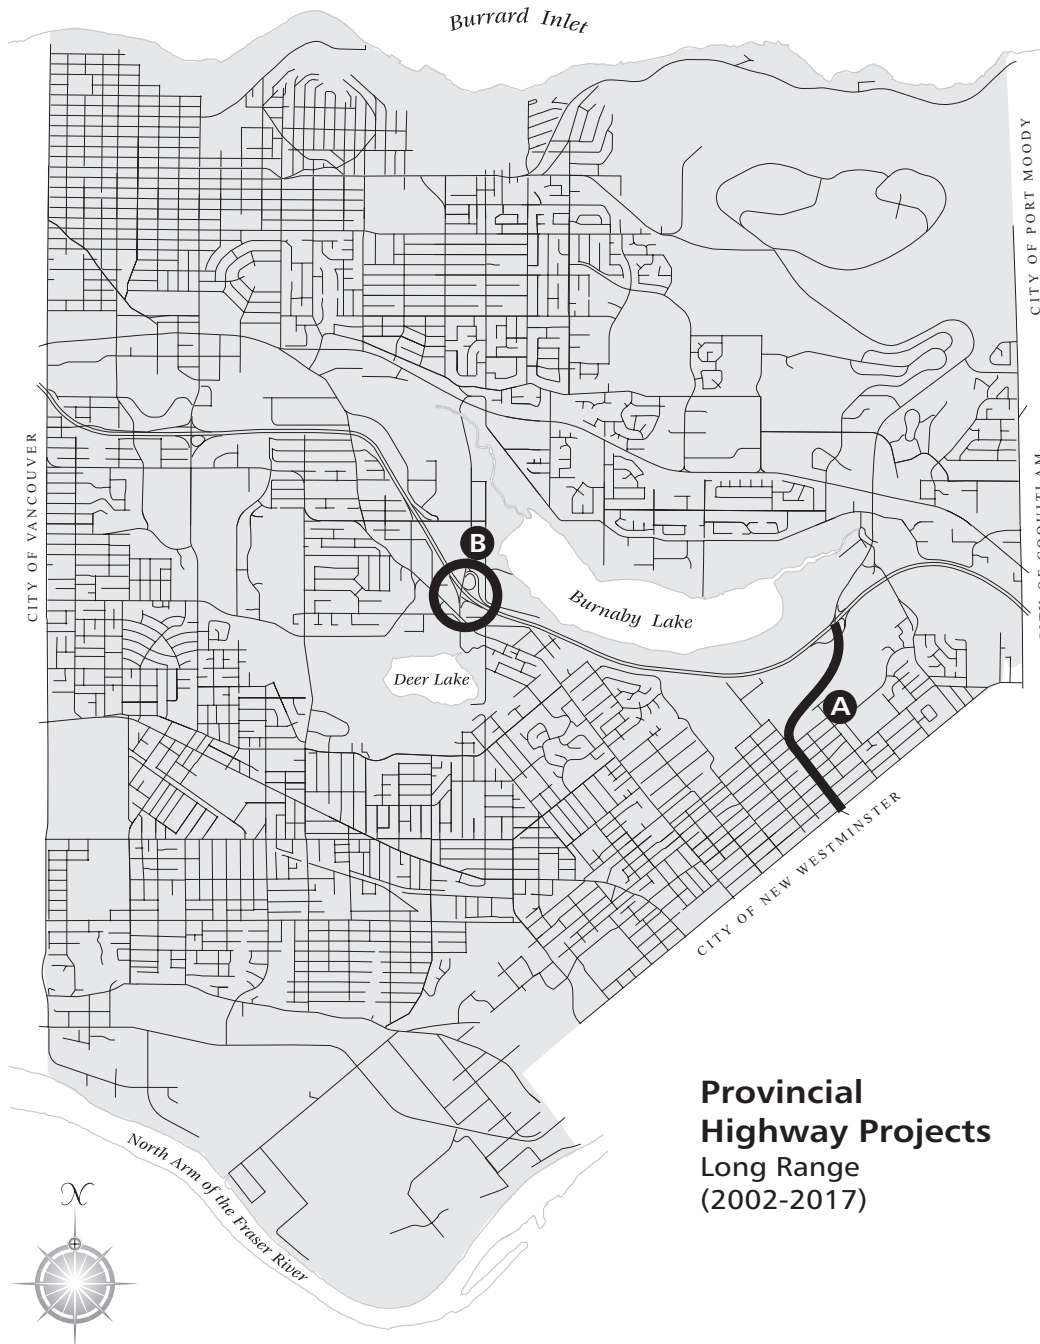 Burrard Inlet
CITY OF PORT MOODY
CITY OF VANCOUVER
B
Burnaby Lake
Deer Lake
A
CITY OF NEW WESTMINSTER
Provincial
Highway Projects
Long Range
(2002-2017)
North Arm of the Fraser River
N